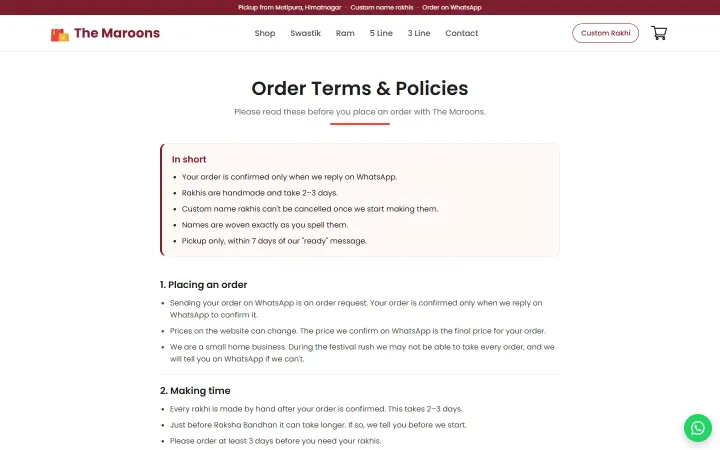 Pickup from Motipura, Himatnagar · Custom name rakhis · Order on WhatsApp
The Maroons
Shop
Swastik
Ram
5 Line
3 Line
Contact
Custom Rakhi
Order Terms & Policies
Please read these before you place an order with The Maroons.
In short
• Your order is confirmed only when we reply on WhatsApp.
• Rakhis are handmade and take 2–3 days.
• Custom name rakhis can't be cancelled once we start making them.
• Names are woven exactly as you spell them.
• Pickup only, within 7 days of our "ready" message.
1. Placing an order
• Sending your order on WhatsApp is an order request. Your order is confirmed only when we reply on
WhatsApp to confirm it.
• Prices on the website can change. The price we confirm on WhatsApp is the final price for your order.
• We are a small home business. During the festival rush we may not be able to take every order, and we
will tell you on WhatsApp if we can't.
2. Making time
• Every rakhi is made by hand after your order is confirmed. This takes 2–3 days.
• Just before Raksha Bandhan it can take longer. If so, we tell you before we start.
• Please order at least 3 days before you need your rakhis.